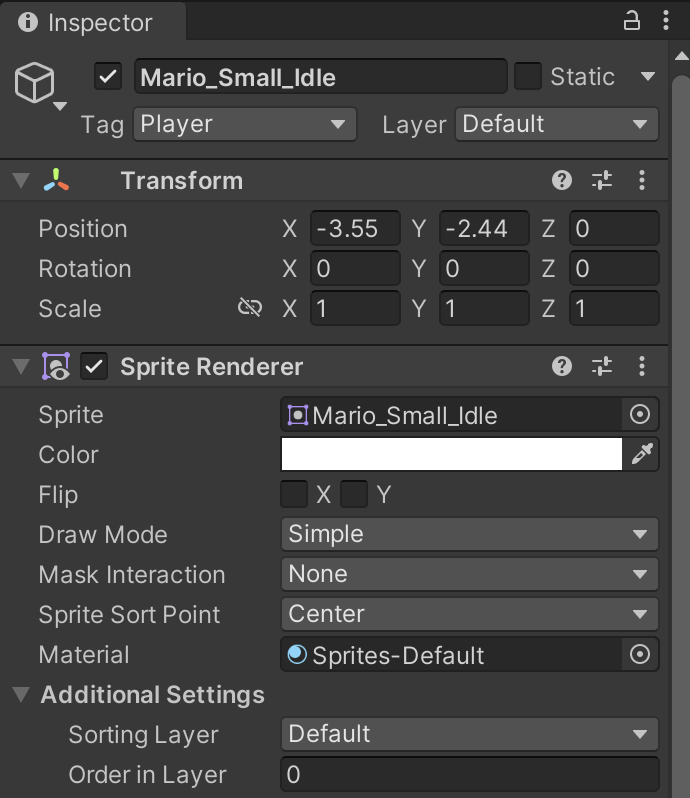 Inspector
Mario_Small_Idle Static
Tag Player Layer Default
Transform
Position X -3.55 Y -2.44 Z 0
Rotation X 0 Y 0 Z 0
Scale X 1 Y 1 Z 1
Sprite Renderer
Sprite Mario_Small_Idle
Color
Flip X Y
Draw Mode Simple
Mask Interaction None
Sprite Sort Point Center
Material Sprites-Default
Additional Settings
Sorting Layer Default
Order in Layer 0